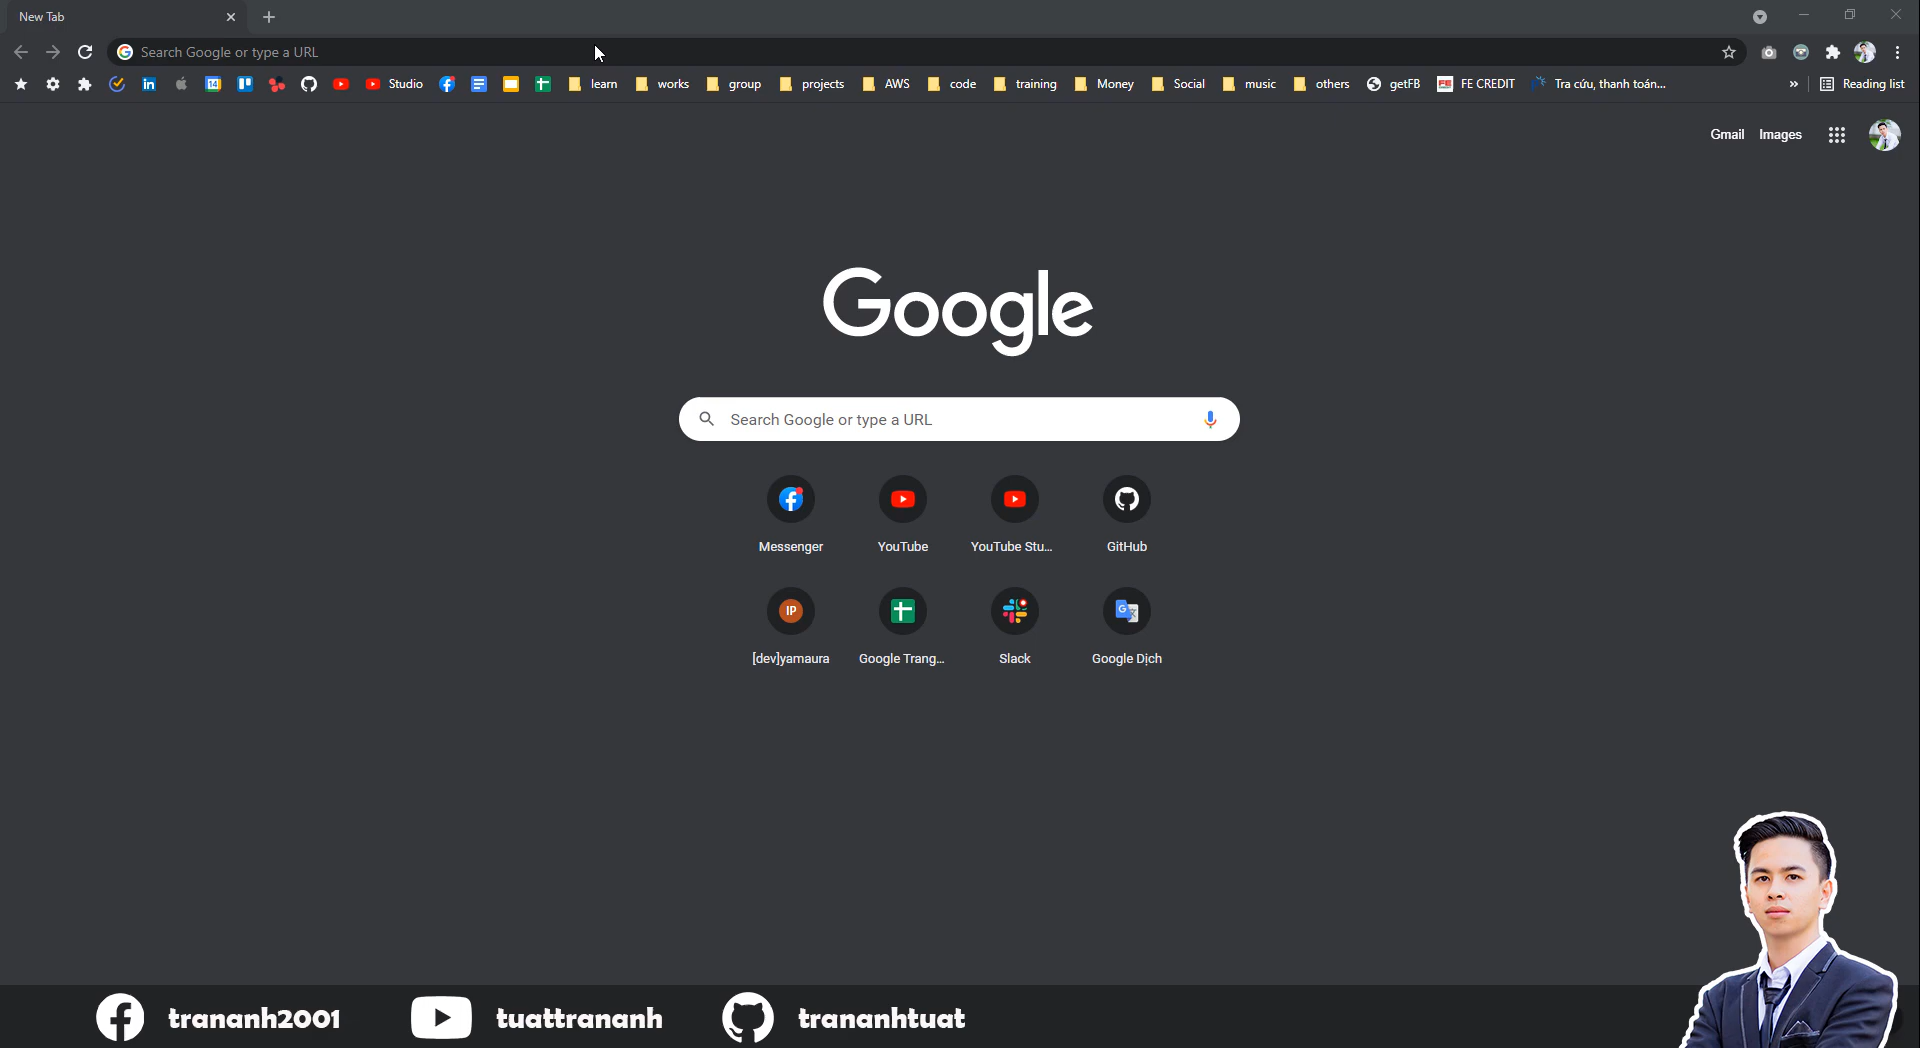 New Tab
Search Google or type a URL
Studio learn works group projects AWS code training Money Social music others getFB FE CREDIT Tra cứu, thanh toán... » Reading list
Gmail Images
Google
Search Google or type a URL
Messenger YouTube YouTube Stu... GitHub
IP
[dev]yamaura Google Trang... Slack Google Dịch
trananh2001 tuattrananh trananhtuat